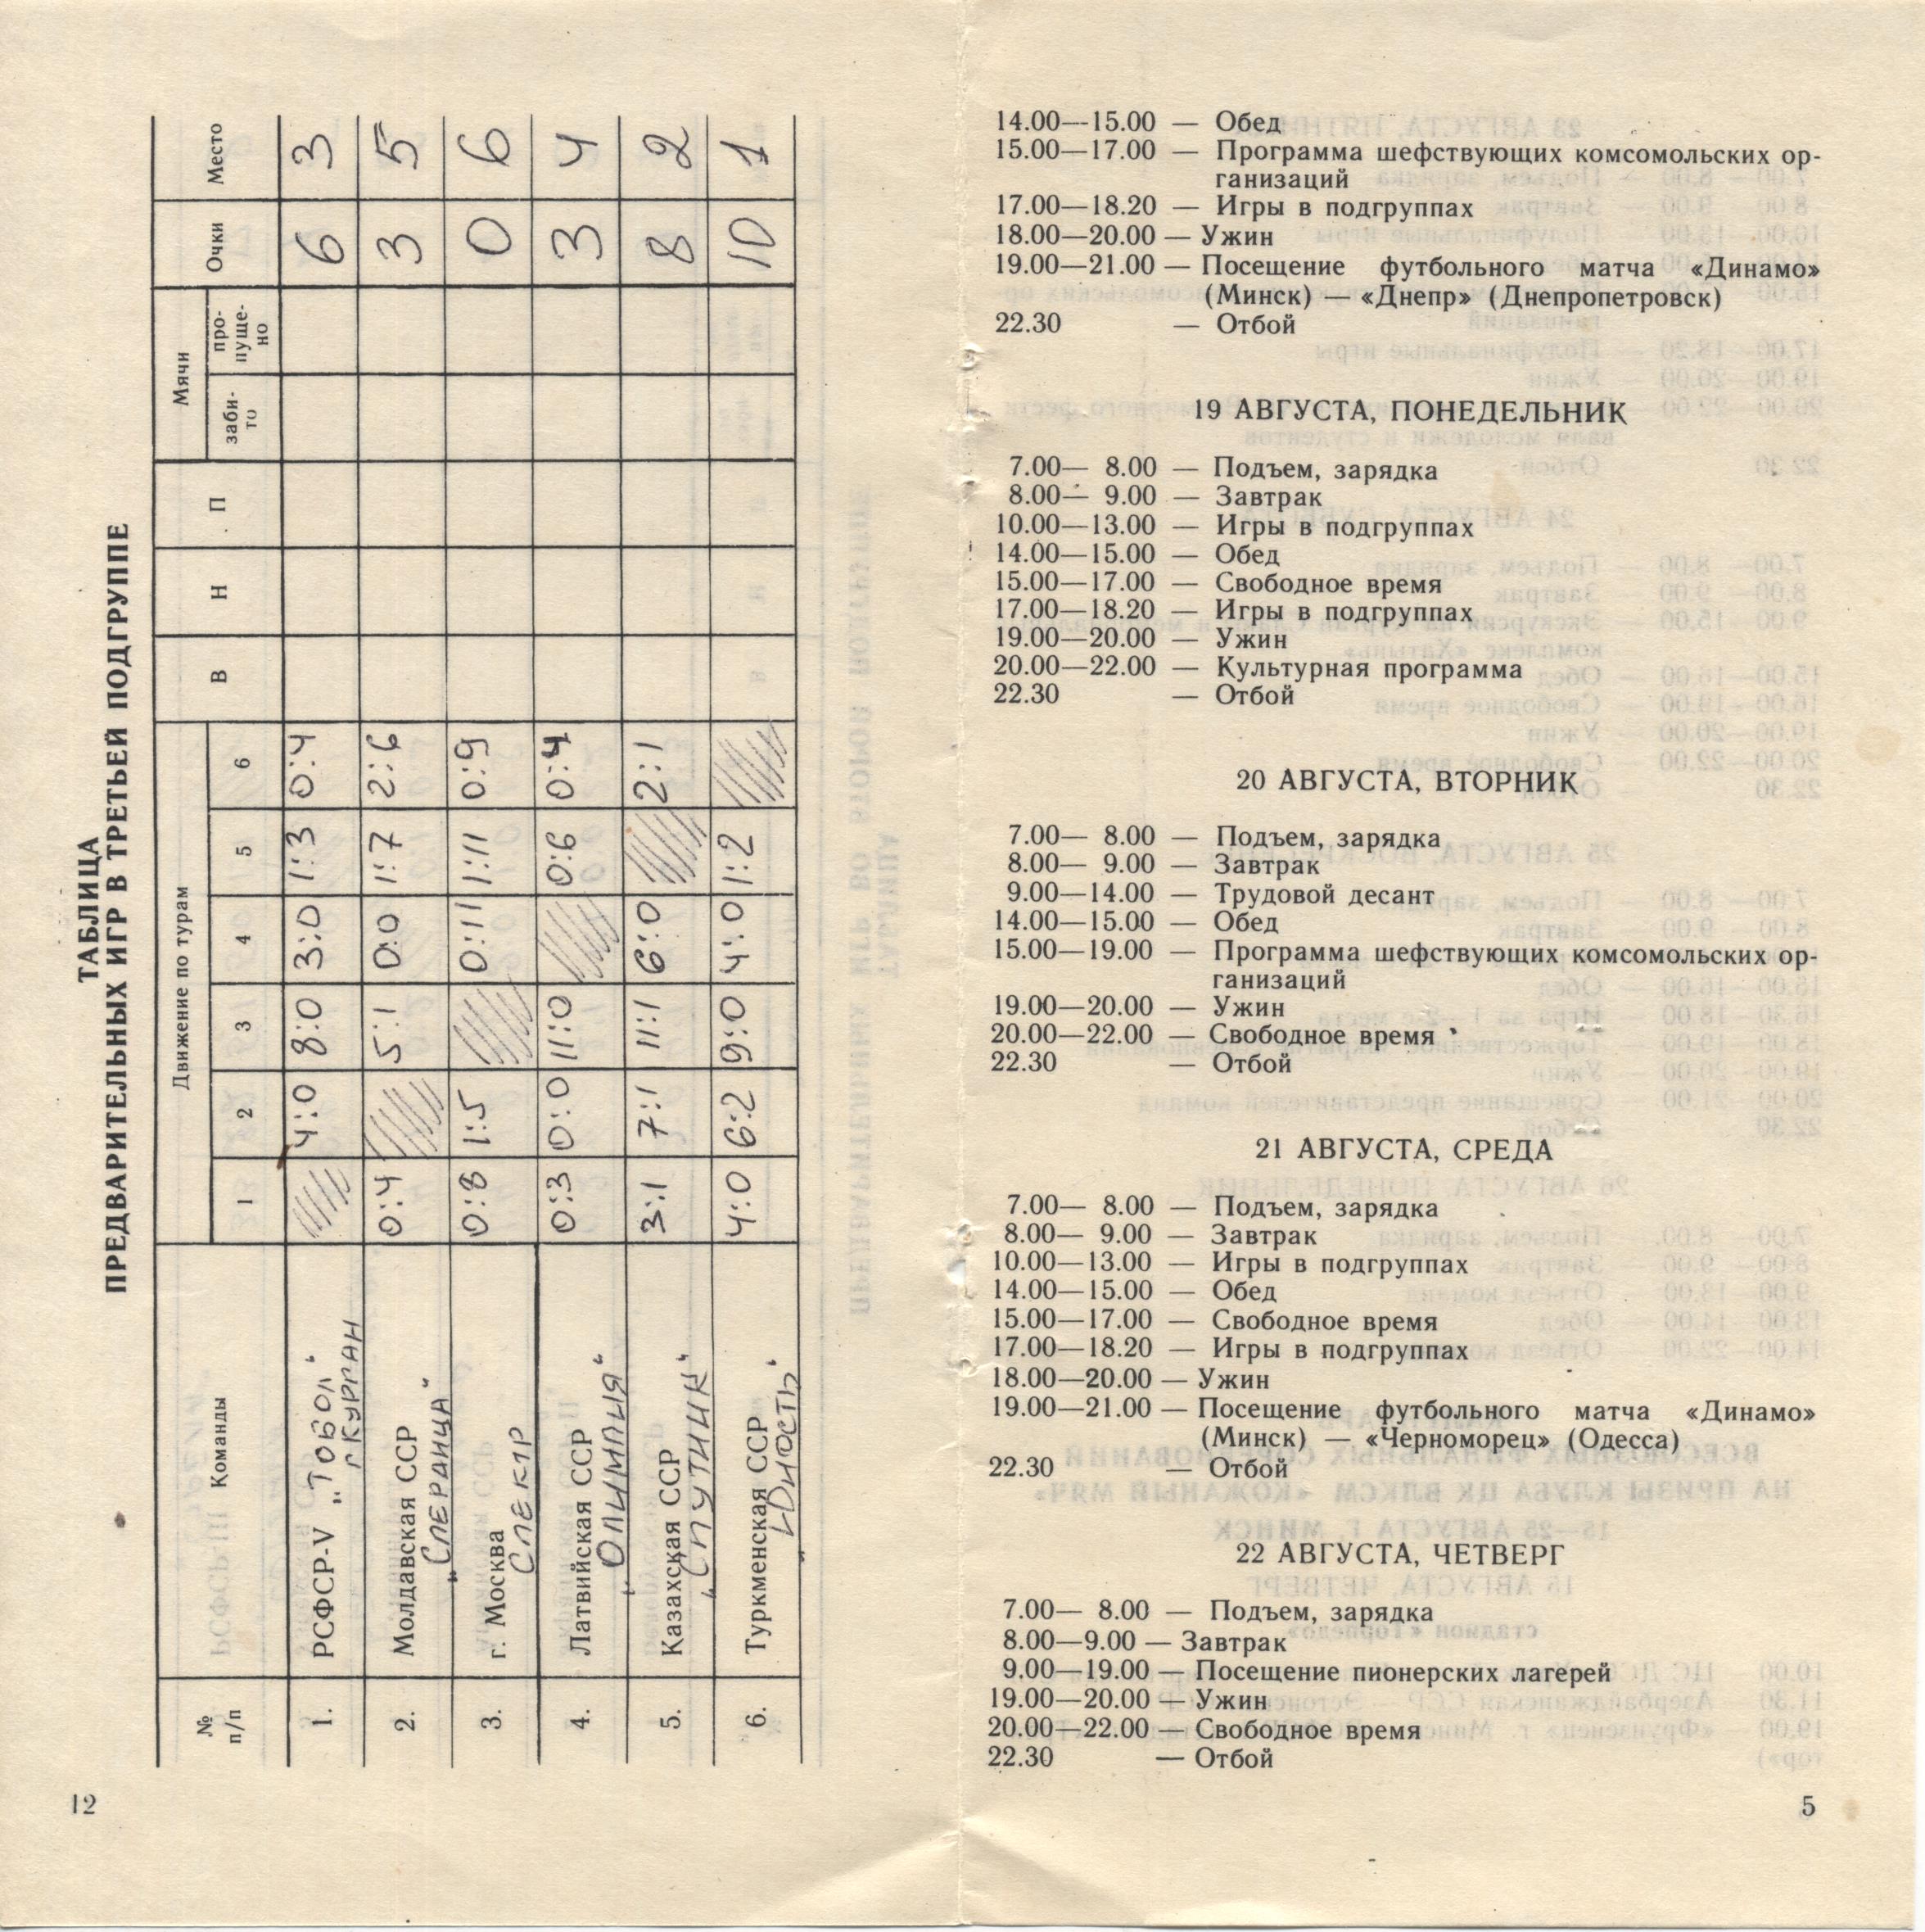 ТАБЛИЦА
ПРЕДВАРИТЕЛЬНЫХ ИГР В ТРЕТЬЕЙ ПОДГРУППЕ
№ п/п Команды Движение по турам В Н П Мячи Очки Место
1 2 3 4 5 6 заби-то про-пуще-но
1. РСФСР-V „Тобол“ 4:0 8:0 3:0 1:3 0:4 6 3
г Курган
2. Молдавская ССР 0:4 5:1 0:0 1:7 2:6 3 5
„Сперанца“
3. г. Москва 0:8 1:5 0:11 1:11 0:9 0 6
Спектр
4. Латвийская ССР 0:3 0:0 11:0 0:6 0:4 3 4
„Олимпия“
5. Казахская ССР 3:1 7:1 11:1 6:0 2:1 8 2
„Спутник“
6. Туркменская ССР 4:0 6:2 9:0 4:0 1:2 10 1
„Юность“
12
14.00—15.00 — Обед
15.00—17.00 — Программа шефствующих комсомольских ор-
ганизаций
17.00—18.20 — Игры в подгруппах
18.00—20.00 — Ужин
19.00—21.00 — Посещение футбольного матча «Динамо»
(Минск) — «Днепр» (Днепропетровск)
22.30 — Отбой
19 АВГУСТА, ПОНЕДЕЛЬНИК
7.00— 8.00 — Подъем, зарядка
8.00— 9.00 — Завтрак
10.00—13.00 — Игры в подгруппах
14.00—15.00 — Обед
15.00—17.00 — Свободное время
17.00—18.20 — Игры в подгруппах
19.00—20.00 — Ужин
20.00—22.00 — Культурная программа
22.30 — Отбой
20 АВГУСТА, ВТОРНИК
7.00— 8.00 — Подъем, зарядка
8.00— 9.00 — Завтрак
9.00—14.00 — Трудовой десант
14.00—15.00 — Обед
15.00—19.00 — Программа шефствующих комсомольских ор-
ганизаций
19.00—20.00 — Ужин
20.00—22.00 — Свободное время
22.30 — Отбой
21 АВГУСТА, СРЕДА
7.00— 8.00 — Подъем, зарядка
8.00— 9.00 — Завтрак
10.00—13.00 — Игры в подгруппах
14.00—15.00 — Обед
15.00—17.00 — Свободное время
17.00—18.20 — Игры в подгруппах
18.00—20.00 — Ужин
19.00—21.00 — Посещение футбольного матча «Динамо»
(Минск) — «Черноморец» (Одесса)
22.30 — Отбой
22 АВГУСТА, ЧЕТВЕРГ
7.00— 8.00 — Подъем, зарядка
8.00—9.00 — Завтрак
9.00—19.00 — Посещение пионерских лагерей
19.00—20.00 — Ужин
20.00—22.00 — Свободное время
22.30 — Отбой
5